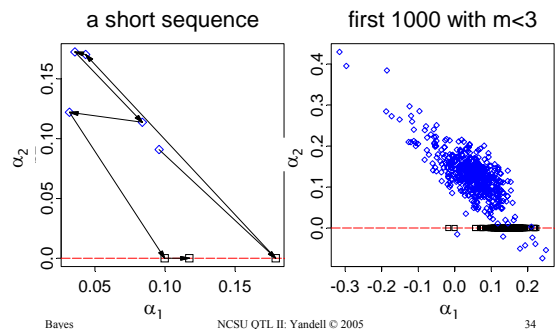 a short sequence
first 1000 with m<3
0.15
0.10
0.05
0.0
α2
0.05
0.10
0.15
α1
0.4
0.3
0.2
0.1
0.0
α2
-0.3
-0.2
-0.1
0.0
0.1
0.2
α1
Bayes
NCSU QTL II: Yandell © 2005
34